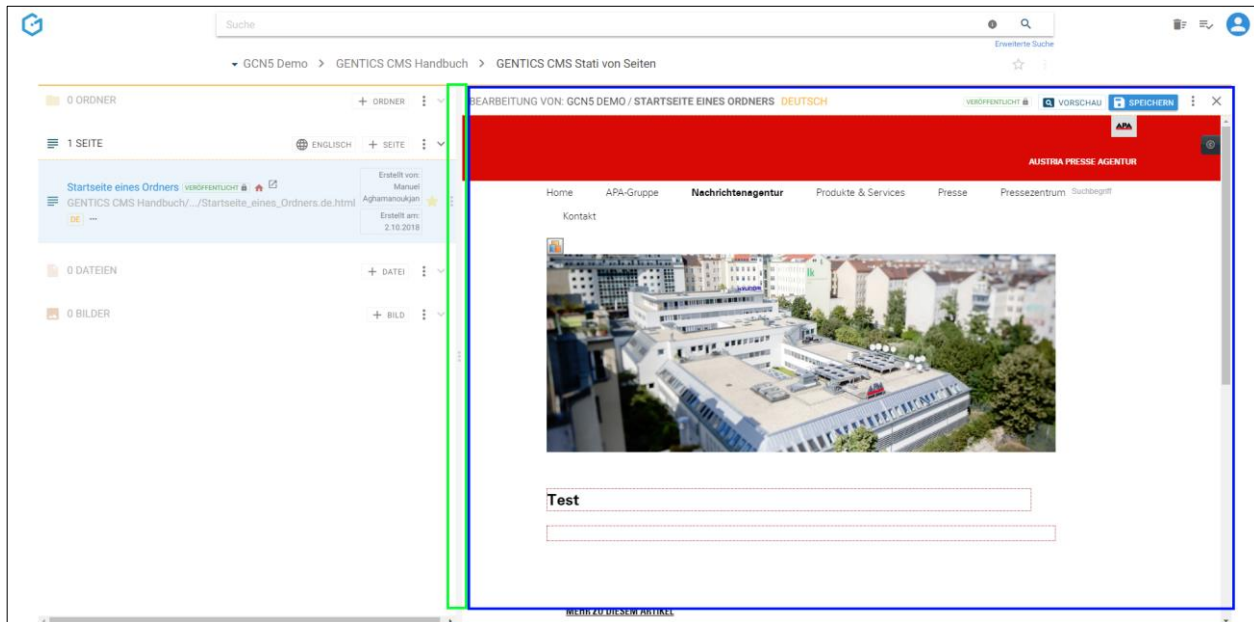 Suche
Erweiterte Suche
GCN5 Demo > GENTICS CMS Handbuch > GENTICS CMS Stati von Seiten
0 ORDNER
+ ORDNER
1 SEITE
ENGLISCH
+ SEITE
Startseite eines Ordners VERÖFFENTLICHT
GENTICS CMS Handbuch/.../Startseite_eines_Ordners.de.html
DE —
Erstellt von:
Manuel
Aghamanoukjan
Erstellt am:
2.10.2018
0 DATEIEN
+ DATEI
0 BILDER
+ BILD
BEARBEITUNG VON: GCN5 DEMO / STARTSEITE EINES ORDNERS DEUTSCH
VERÖFFENTLICHT
VORSCHAU
SPEICHERN
APA
AUSTRIA PRESSE AGENTUR
Home APA-Gruppe Nachrichtenagentur Produkte & Services Presse Pressezentrum Suchbegriff
Kontakt
Test
MEHR ZU DIESEM ARTIKEL